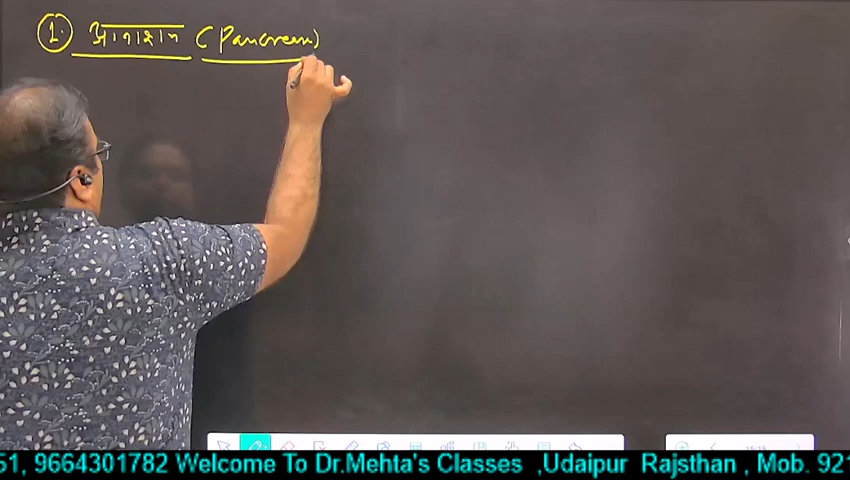 1. अग्नाशय (Pancreas)
51, 9664301782 Welcome To Dr.Mehta's Classes ,Udaipur Rajsthan , Mob. 921